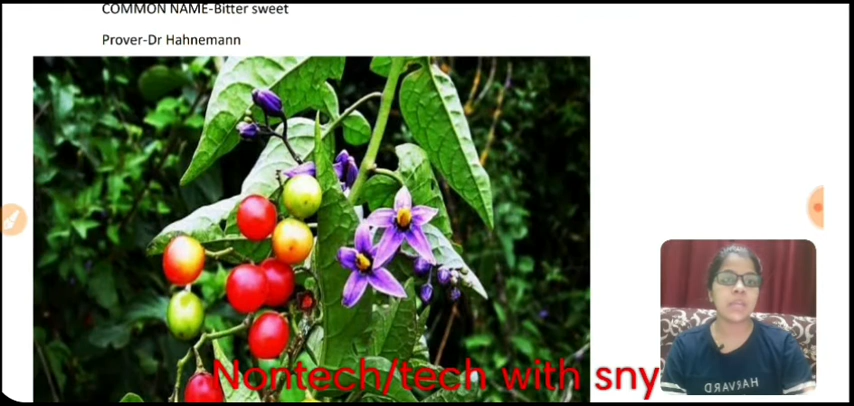 COMMON NAME-Bitter sweet
Prover-Dr Hahnemann
Nontech/tech with sny
HARVARD